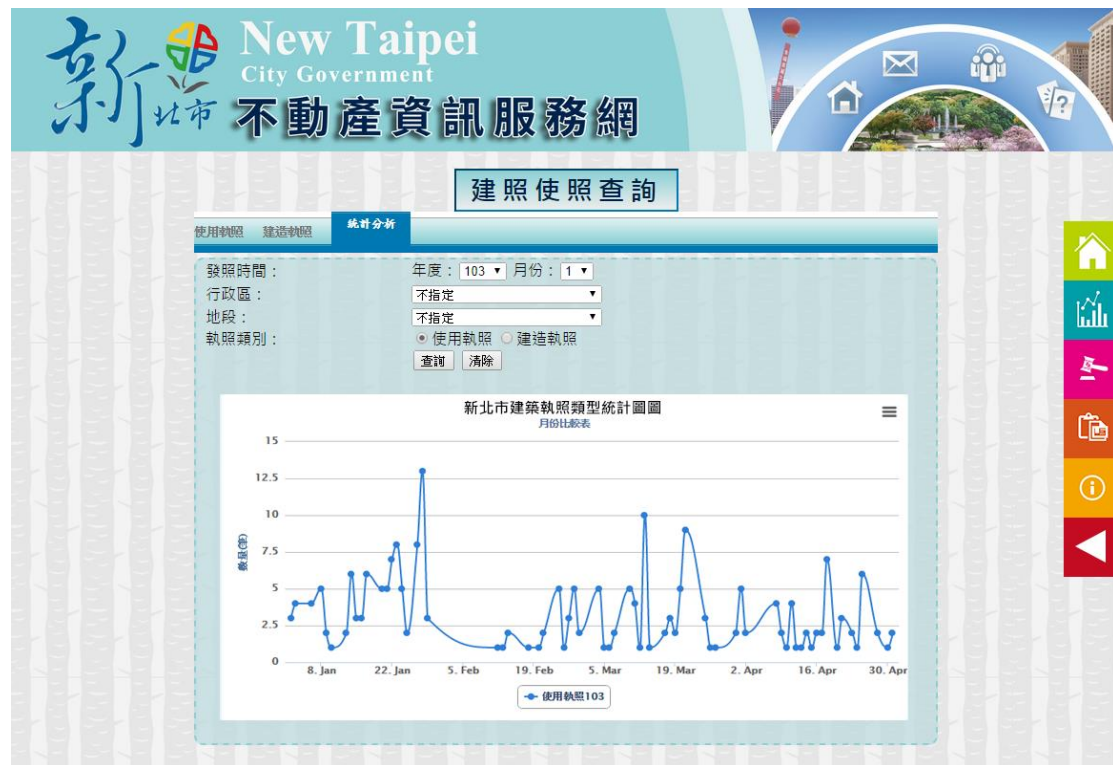 新北市
New Taipei
City Government
不動產資訊服務網
建照使照查詢
使用執照 建造執照 統計分析
發照時間： 年度： 103 月份： 1
行政區： 不指定
地段： 不指定
執照類別： 使用執照 建造執照
查詢 清除
新北市建築執照類型統計圖圖
月份比較表
15
12.5
10
7.5
5
2.5
0
數量(筆)
8. Jan 22. Jan 5. Feb 19. Feb 5. Mar 19. Mar 2. Apr 16. Apr 30. Apr
使用執照103